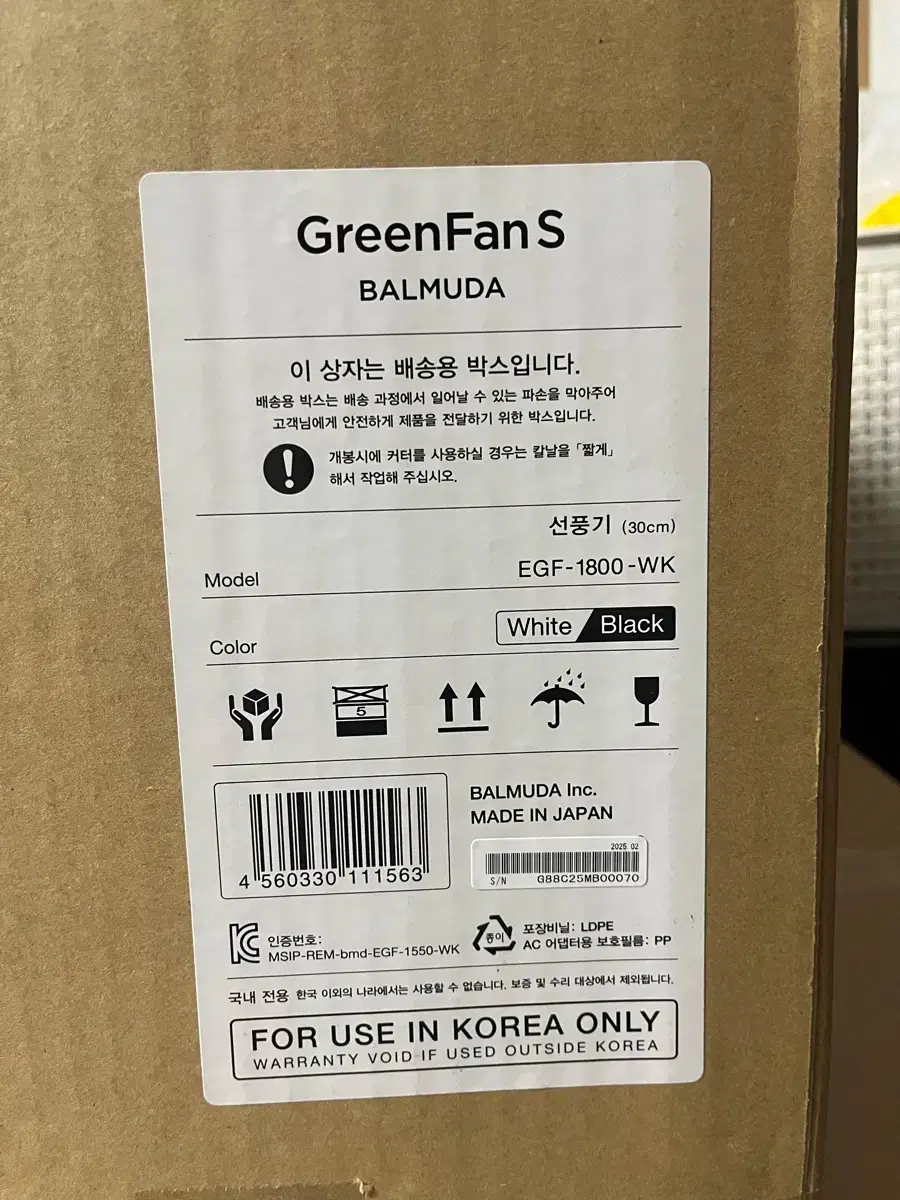 GreenFan S
BALMUDA
이 상자는 배송용 박스입니다.
배송용 박스는 배송 과정에서 일어날 수 있는 파손을 막아주어
고객님에게 안전하게 제품을 전달하기 위한 박스입니다.
개봉시에 커터를 사용하실 경우는 칼날을 「짧게」
해서 작업해 주십시오.
선풍기 (30cm)
Model EGF-1800-WK
Color White Black
5
BALMUDA Inc.
MADE IN JAPAN
2025 02
S/N G88C25MB00070
4 560330 111563
인증번호:
MSIP-REM-bmd-EGF-1550-WK
종이
포장비닐: LDPE
AC 어댑터용 보호필름: PP
국내 전용 한국 이외의 나라에서는 사용할 수 없습니다. 보증 및 수리 대상에서 제외됩니다.
FOR USE IN KOREA ONLY
WARRANTY VOID IF USED OUTSIDE KOREA